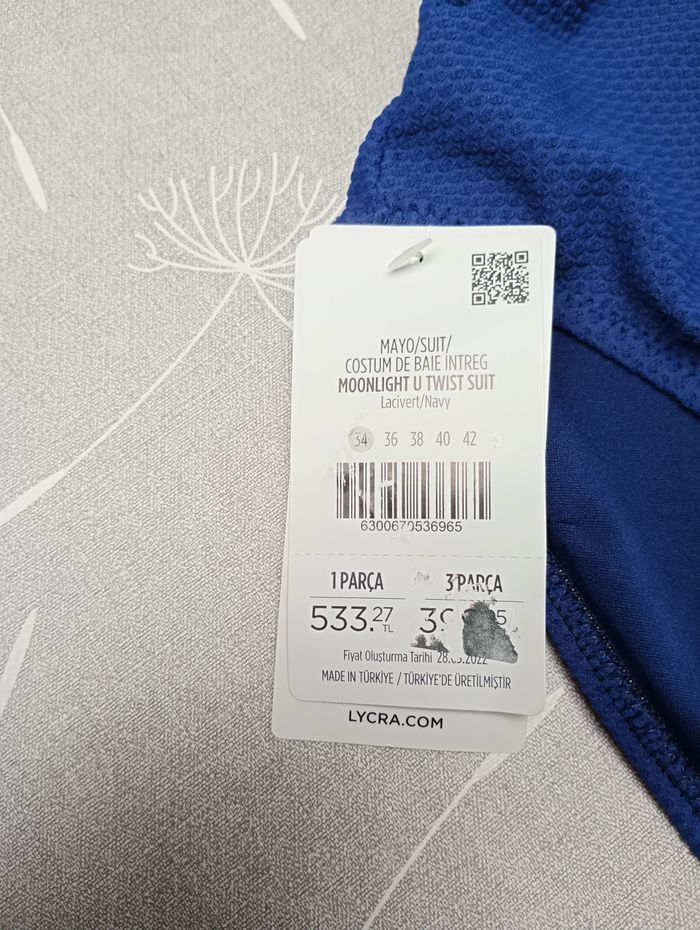 MAYO/SUIT/
COSTUM DE BAIE INTREG
MOONLIGHT U TWIST SUIT
Lacivert/Navy
34 36 38 40 42
6300670536965
1 PARÇA 3 PARÇA
533.27 TL
Fiyat Oluşturma Tarihi
MADE IN TÜRKİYE / TÜRKİYE'DE ÜRETİLMİŞTİR
LYCRA.COM